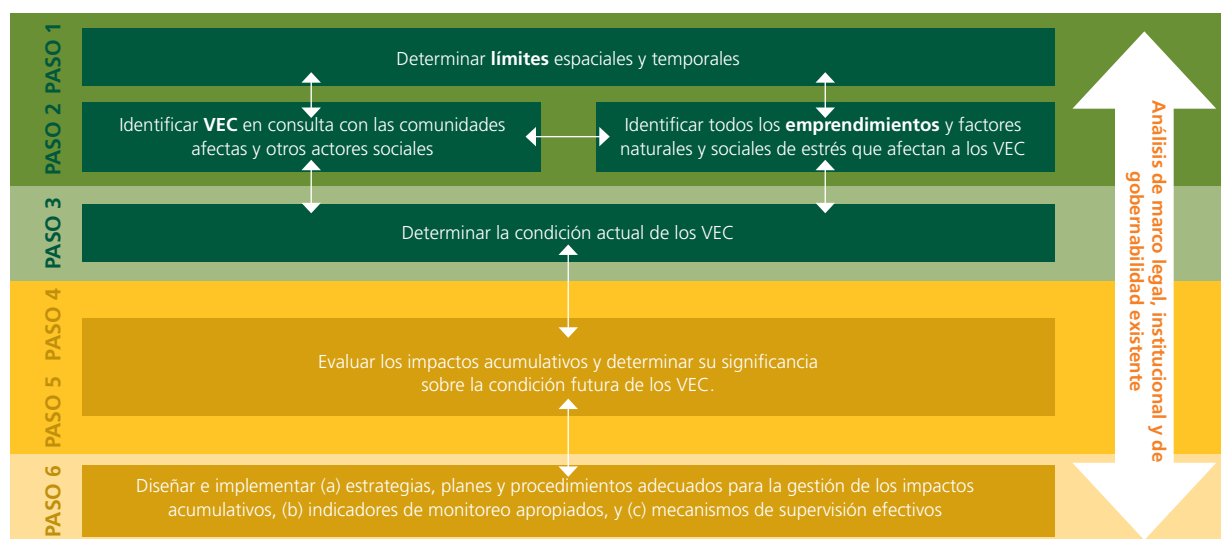 PASO 1
Determinar límites espaciales y temporales
PASO 2
Identificar VEC en consulta con las comunidades
afectas y otros actores sociales
Identificar todos los emprendimientos y factores
naturales y sociales de estrés que afectan a los VEC
PASO 3
Determinar la condición actual de los VEC
PASO 4
PASO 5
Evaluar los impactos acumulativos y determinar su significancia
sobre la condición futura de los VEC.
PASO 6
Diseñar e implementar (a) estrategias, planes y procedimientos adecuados para la gestión de los impactos
acumulativos, (b) indicadores de monitoreo apropiados, y (c) mecanismos de supervisión efectivos
Análisis de marco legal, institucional y de
gobernabilidad existente